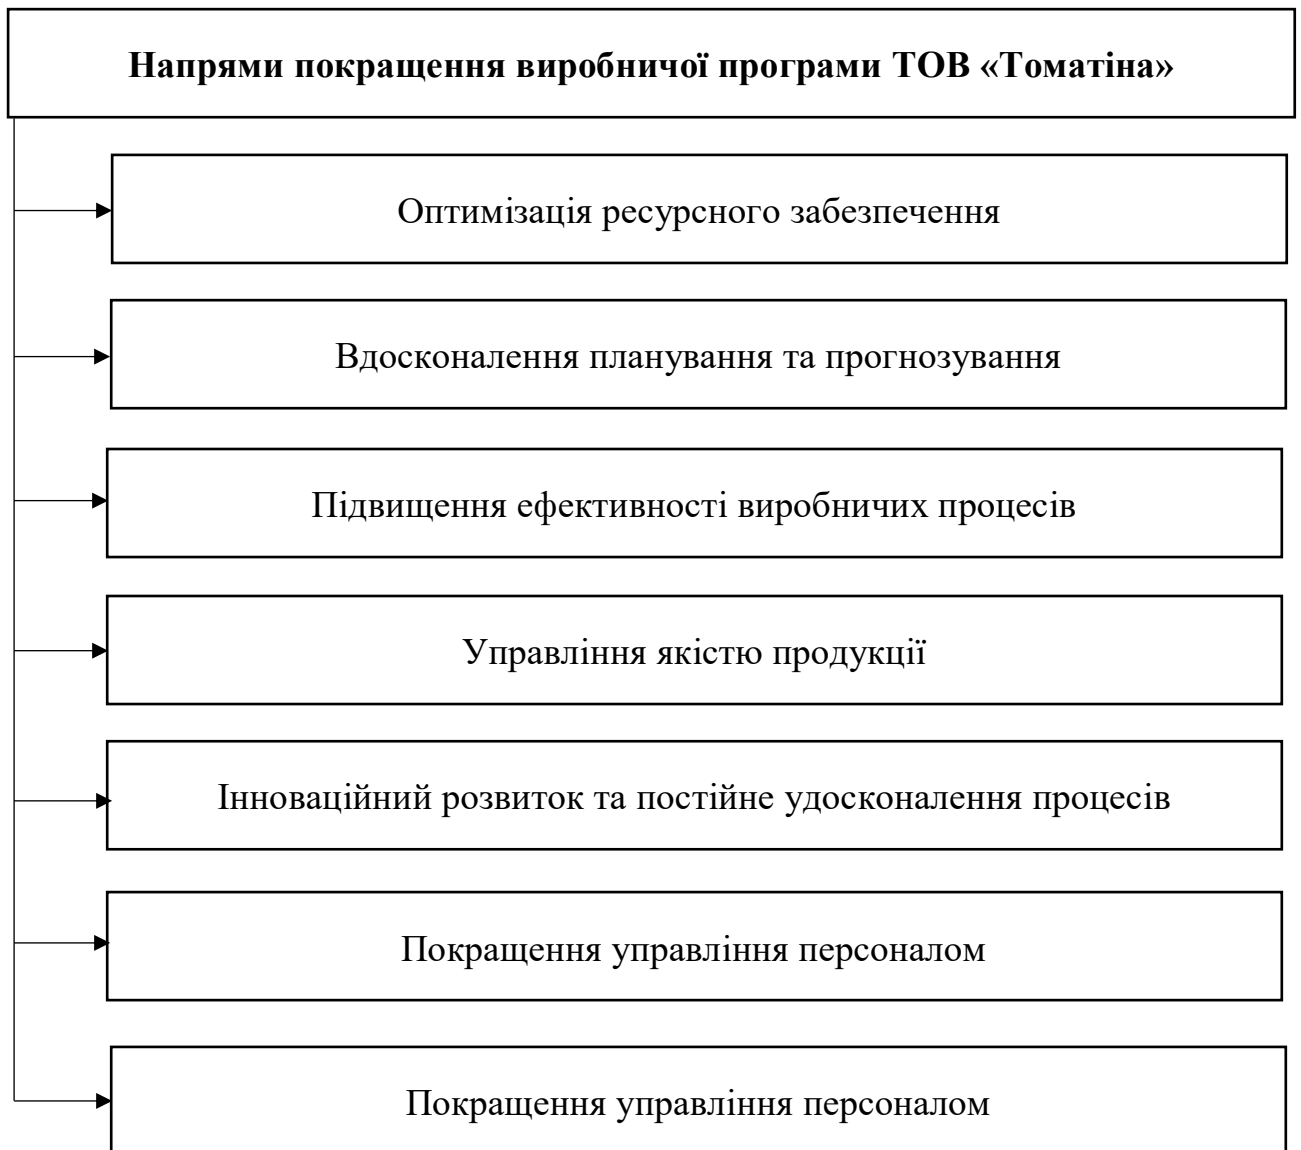 Напрями покращення виробничої програми ТОВ «Томатіна»
Оптимізація ресурсного забезпечення
Вдосконалення планування та прогнозування
Підвищення ефективності виробничих процесів
Управління якістю продукції
Інноваційний розвиток та постійне удосконалення процесів
Покращення управління персоналом
Покращення управління персоналом